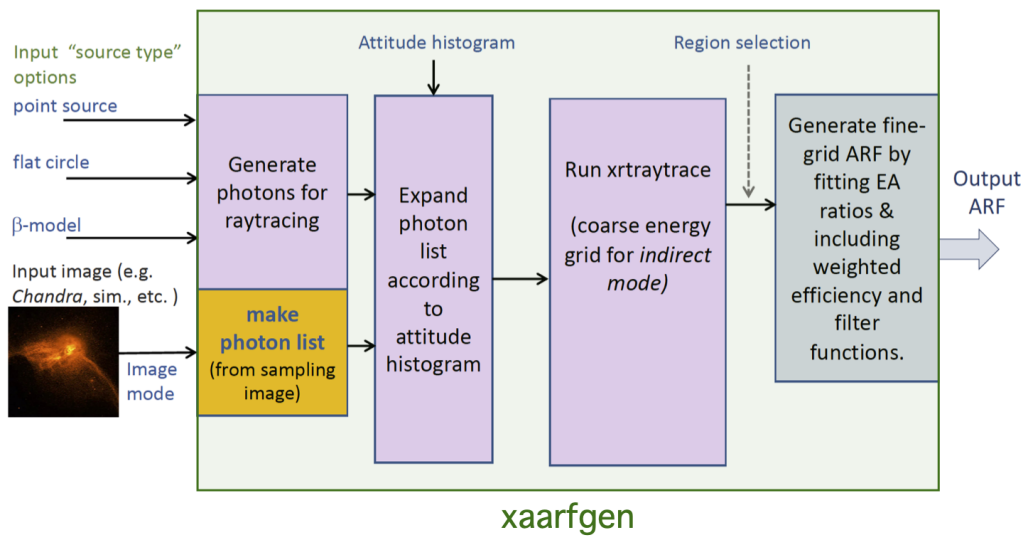 Input “source type”
options
point source
flat circle
β-model
Input image (e.g.
Chandra, sim., etc. )
Image
mode
Attitude histogram
Region selection
Generate
photons for
raytracing
make
photon list
(from sampling
image)
Expand
photon
list
according
to
attitude
histogram
Run xrtraytrace
(coarse energy
grid for indirect
mode)
Generate fine-
grid ARF by
fitting EA
ratios &
including
weighted
efficiency and
filter
functions.
Output
ARF
xaarfgen